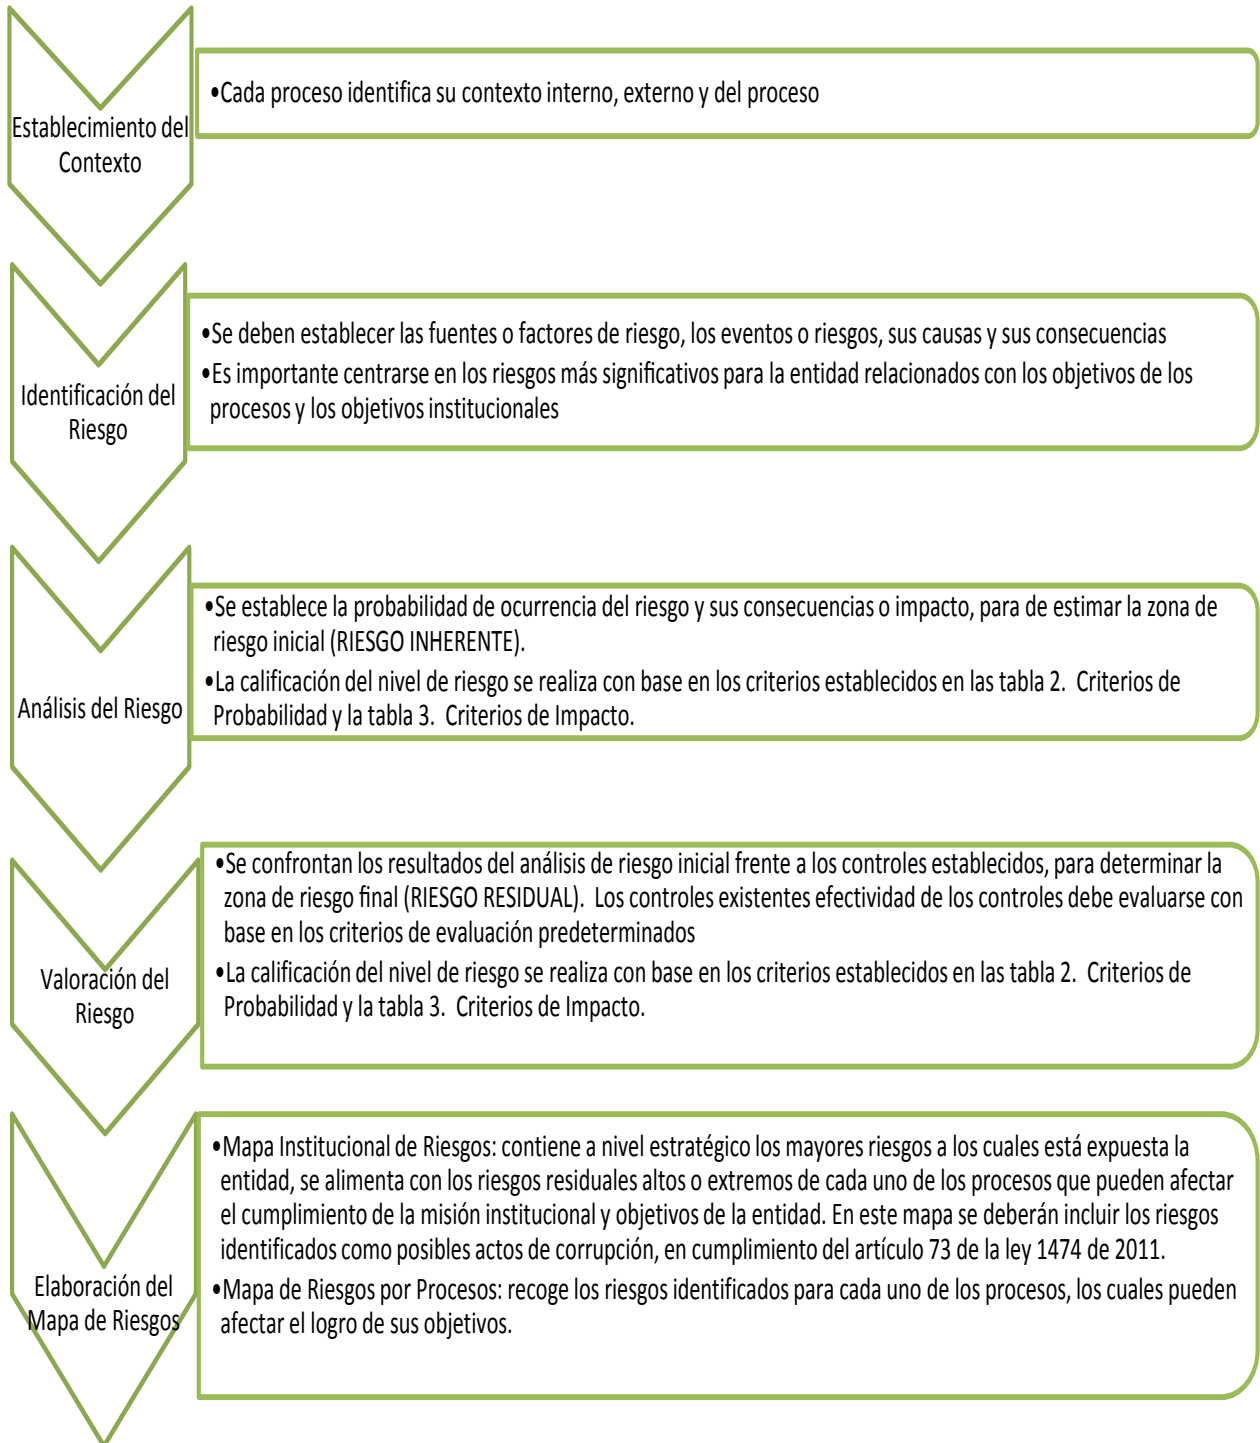 Establecimiento del
Contexto
•Cada proceso identifica su contexto interno, externo y del proceso
Identificación del
Riesgo
•Se deben establecer las fuentes o factores de riesgo, los eventos o riesgos, sus causas y sus consecuencias
•Es importante centrarse en los riesgos más significativos para la entidad relacionados con los objetivos de los
procesos y los objetivos institucionales
Análisis del Riesgo
•Se establece la probabilidad de ocurrencia del riesgo y sus consecuencias o impacto, para de estimar la zona de
riesgo inicial (RIESGO INHERENTE).
•La calificación del nivel de riesgo se realiza con base en los criterios establecidos en las tabla 2. Criterios de
Probabilidad y la tabla 3. Criterios de Impacto.
Valoración del
Riesgo
•Se confrontan los resultados del análisis de riesgo inicial frente a los controles establecidos, para determinar la
zona de riesgo final (RIESGO RESIDUAL). Los controles existentes efectividad de los controles debe evaluarse con
base en los criterios de evaluación predeterminados
•La calificación del nivel de riesgo se realiza con base en los criterios establecidos en las tabla 2. Criterios de
Probabilidad y la tabla 3. Criterios de Impacto.
Elaboración del
Mapa de Riesgos
•Mapa Institucional de Riesgos: contiene a nivel estratégico los mayores riesgos a los cuales está expuesta la
entidad, se alimenta con los riesgos residuales altos o extremos de cada uno de los procesos que pueden afectar
el cumplimiento de la misión institucional y objetivos de la entidad. En este mapa se deberán incluir los riesgos
identificados como posibles actos de corrupción, en cumplimiento del artículo 73 de la ley 1474 de 2011.
•Mapa de Riesgos por Procesos: recoge los riesgos identificados para cada uno de los procesos, los cuales pueden
afectar el logro de sus objetivos.